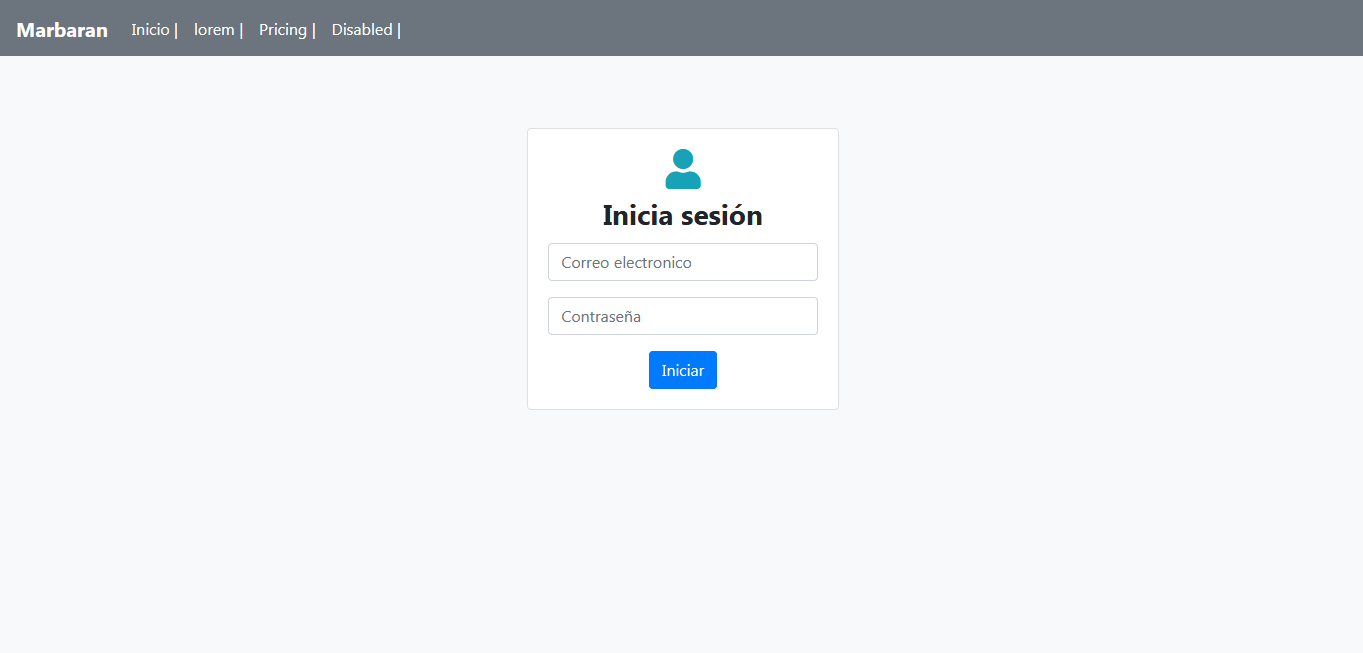 Marbaran Inicio | lorem | Pricing | Disabled |
Inicia sesión
Correo electronico
Contraseña
Iniciar